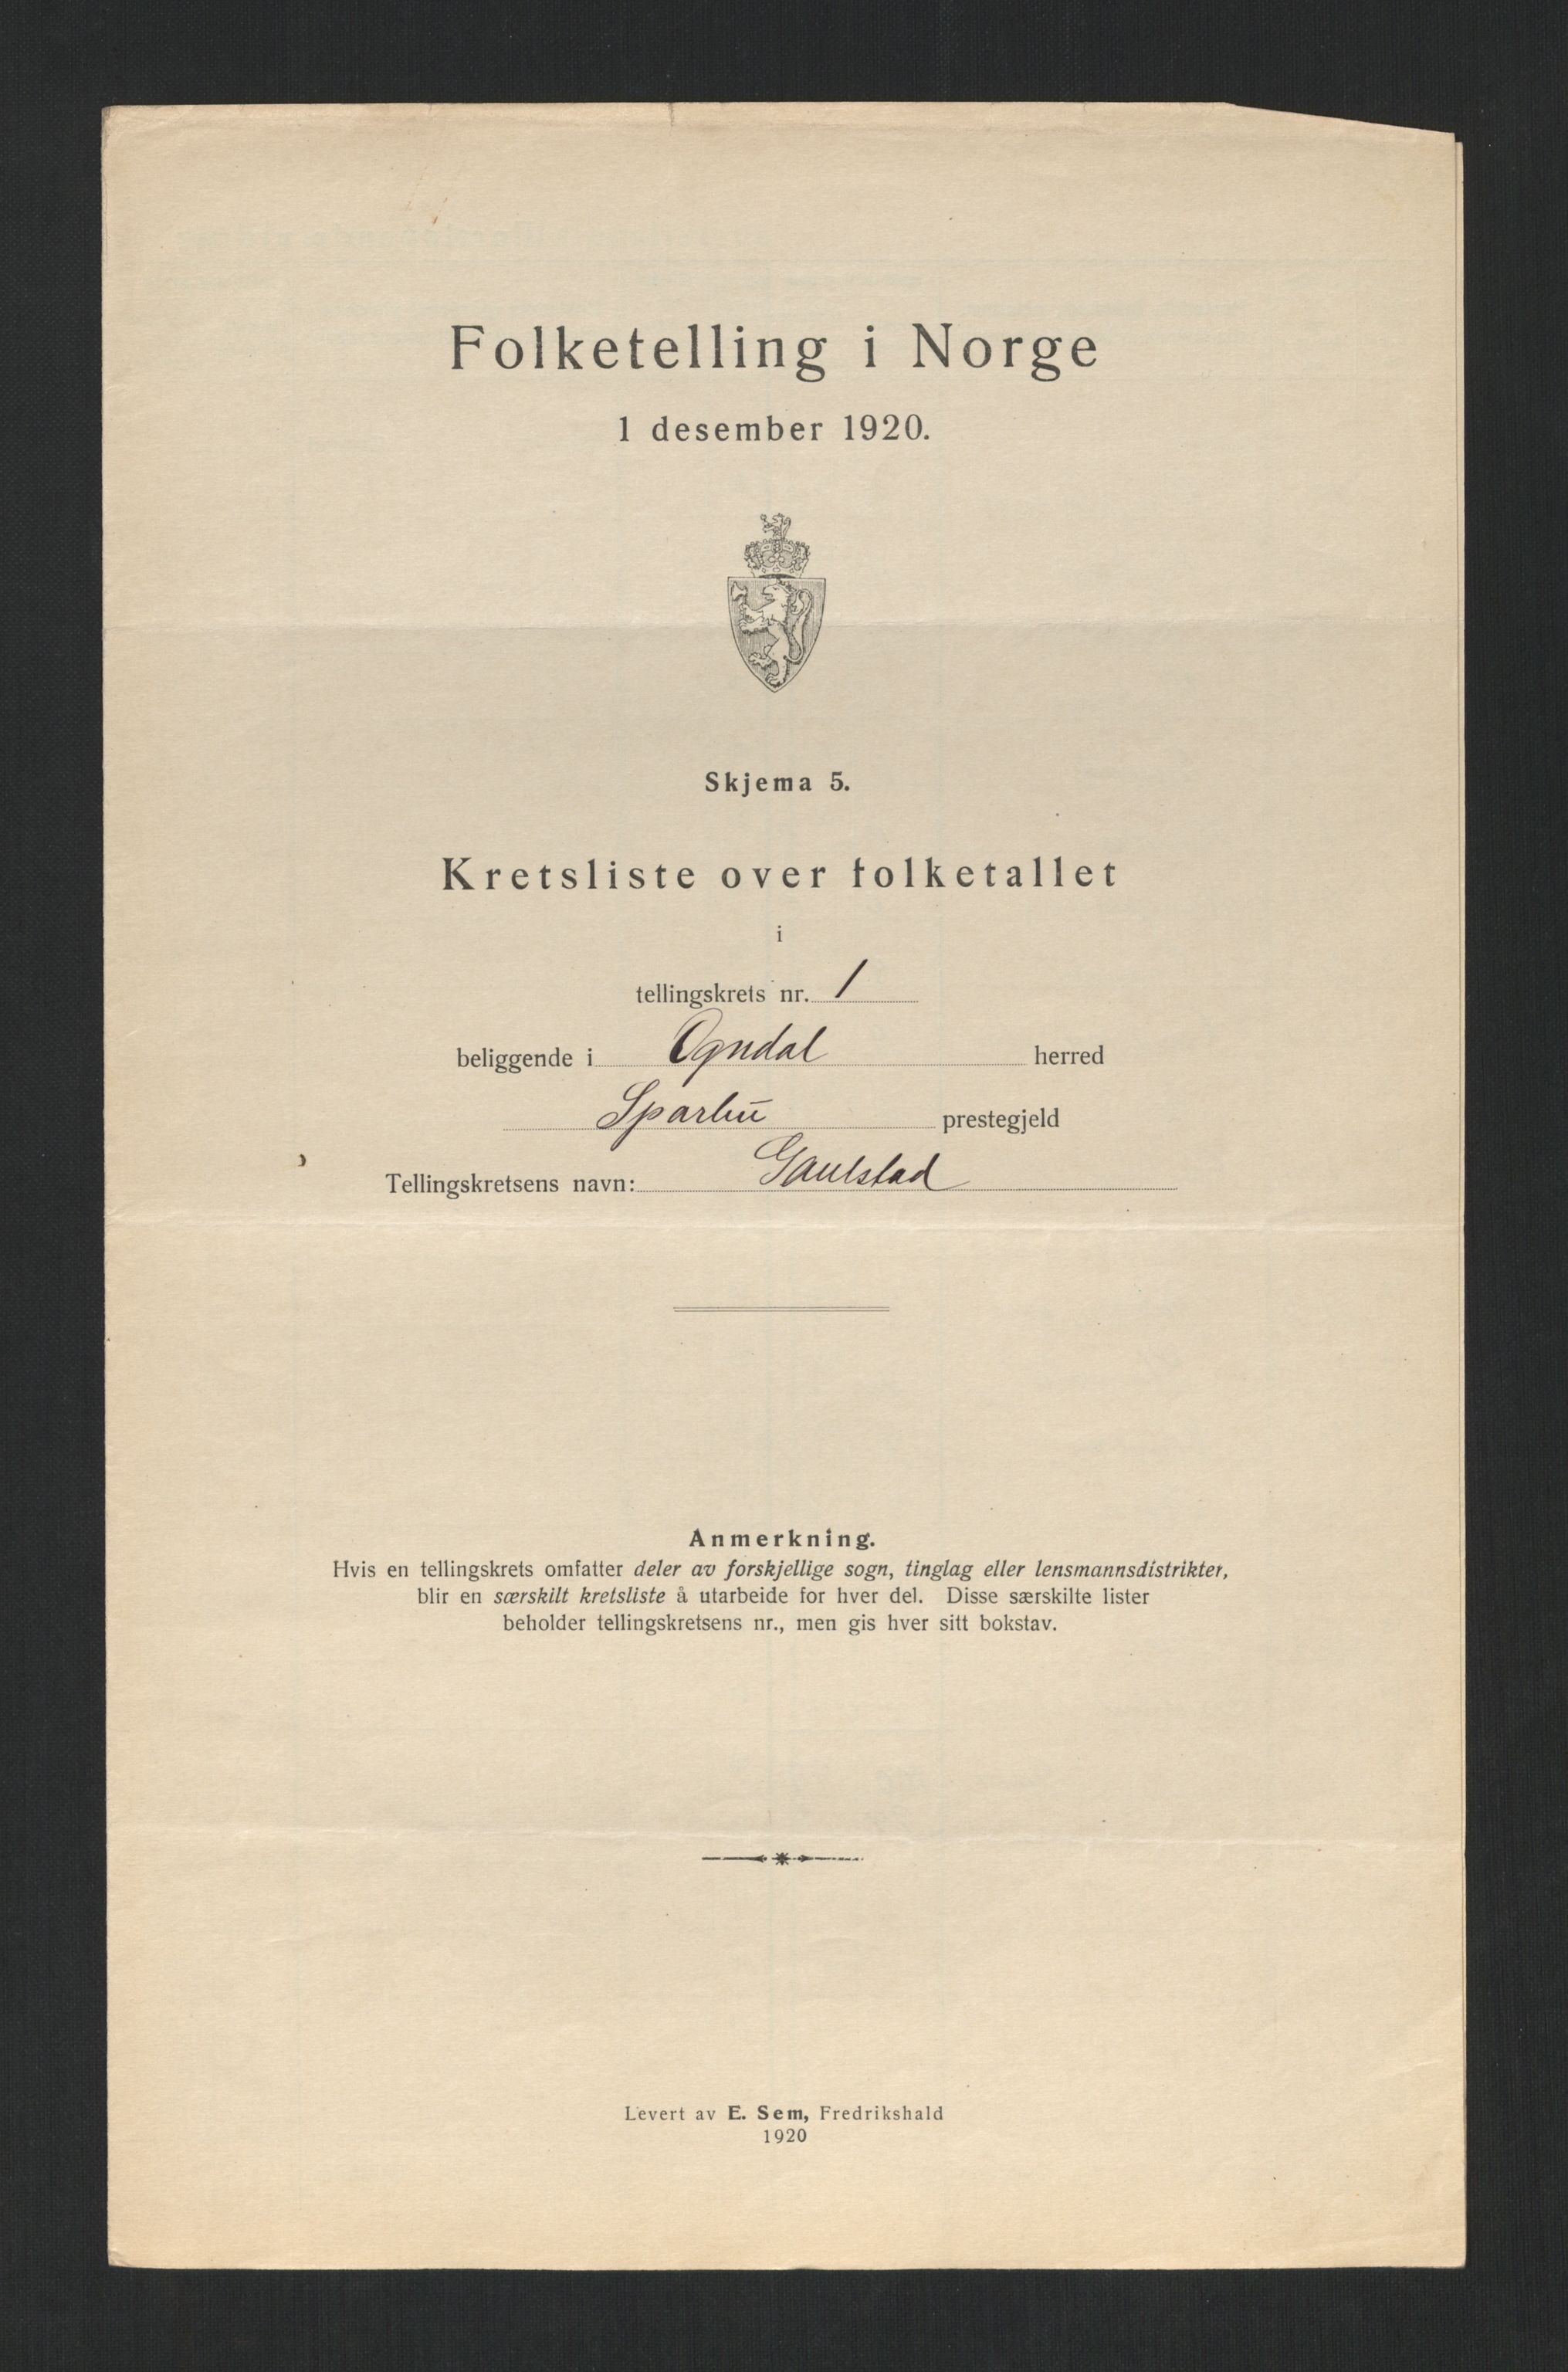 Folketelling i Norge
1 desember 1920.
Skjema 5.
Kretsliste over folketallet
i
tellingskrets nr. 1
beliggende i Ogndal herred
Sparbu prestegjeld
Tellingskretsens navn: Gaulstad
Anmerkning.
Hvis en tellingskrets omfatter deler av forskjellige sogn, tinglag eller lensmannsdistrikter,
blir en særskilt kretsliste å utarbeide for hver del. Disse særskilte lister
beholder tellingskretsens nr., men gis hver sitt bokstav.
Levert av E. Sem, Fredrikshald
1920